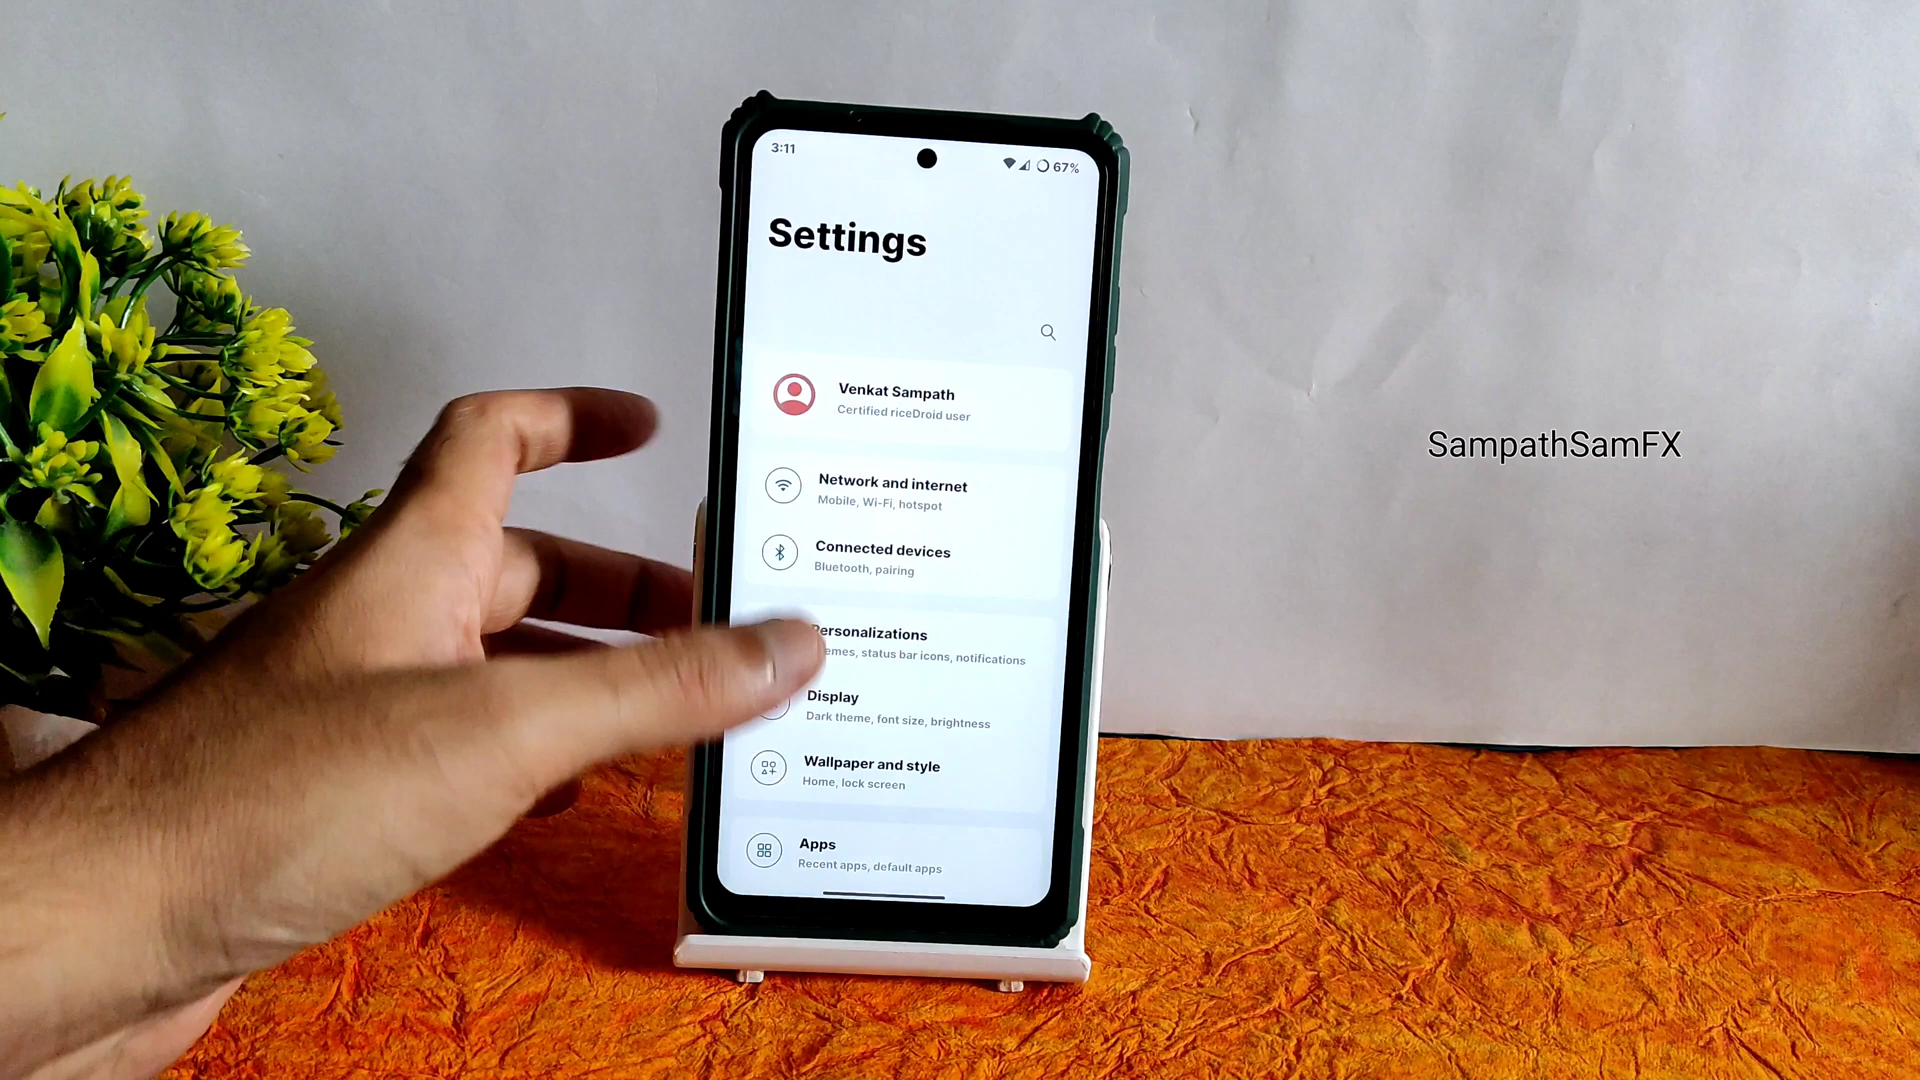 3:11
67%
Settings
Venkat Sampath
Certified riceDroid user
Network and internet
Mobile, Wi-Fi, hotspot
Connected devices
Bluetooth, pairing
Personalizations
emes, status bar icons, notifications
Display
Dark theme, font size, brightness
Wallpaper and style
Home, lock screen
Apps
Recent apps, default apps
SampathSamFX